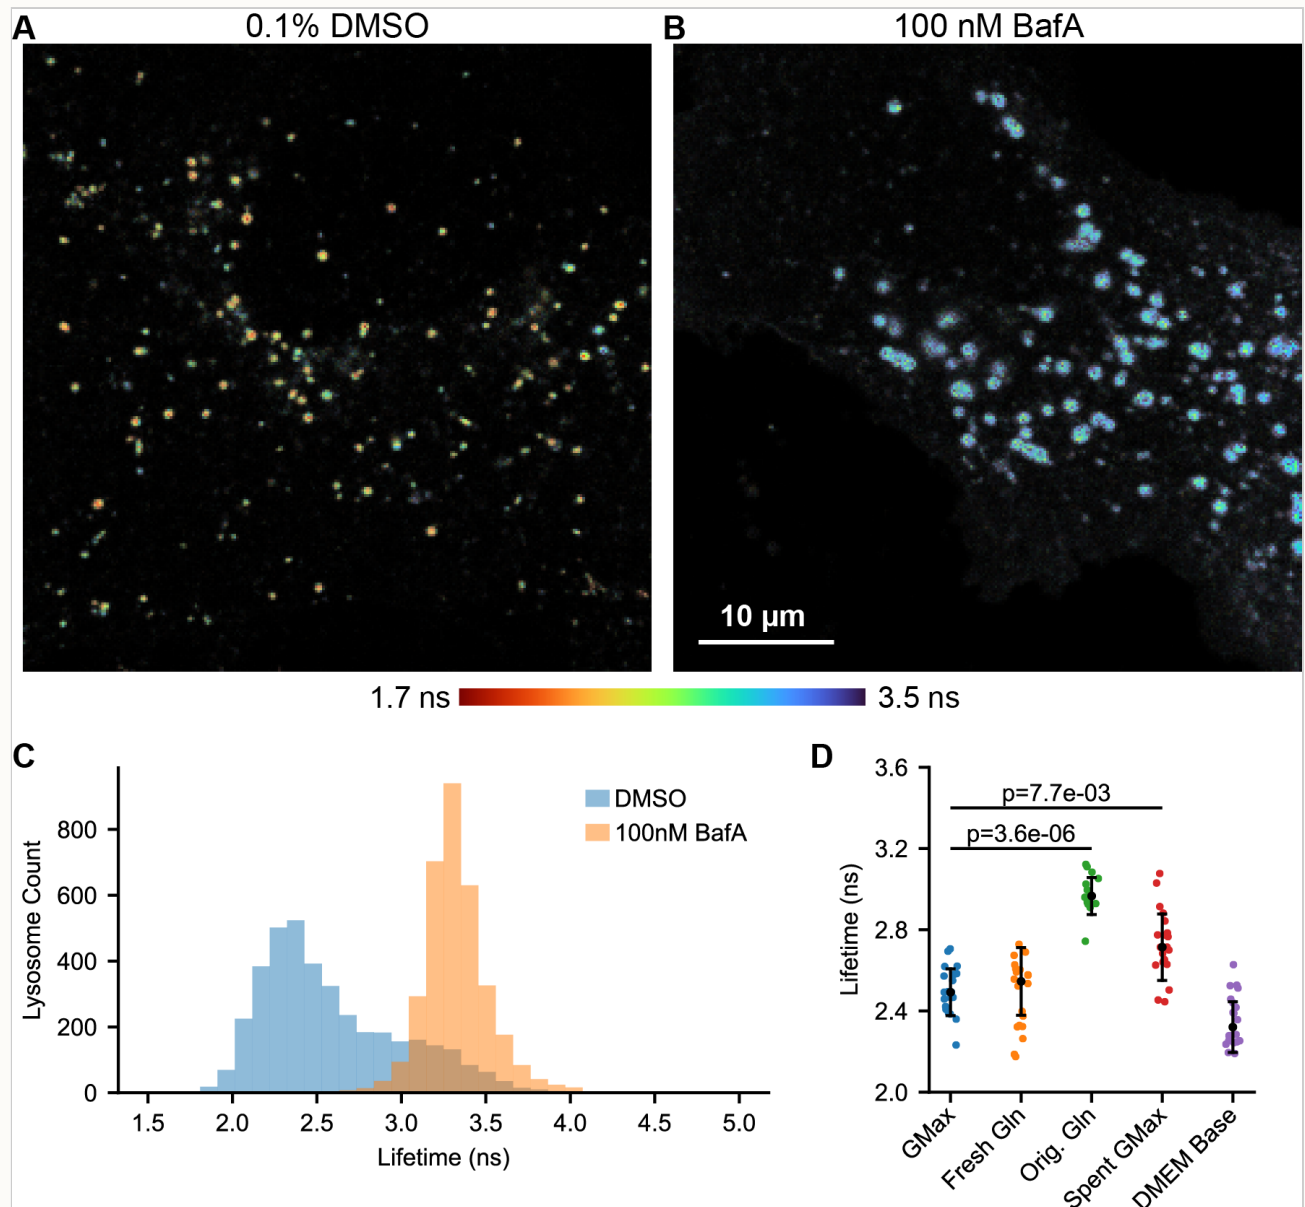 A 0.1% DMSO
B 100 nM BafA
10 µm
1.7 ns 3.5 ns
C
Lysosome Count
800
600
400
200
0
DMSO
100nM BafA
1.5 2.0 2.5 3.0 3.5 4.0 4.5 5.0
Lifetime (ns)
D
Lifetime (ns)
3.6
3.2
2.8
2.4
2.0
p=7.7e-03
p=3.6e-06
GMax
Fresh Gln
Orig. Gln
Spent GMax
DMEM Base